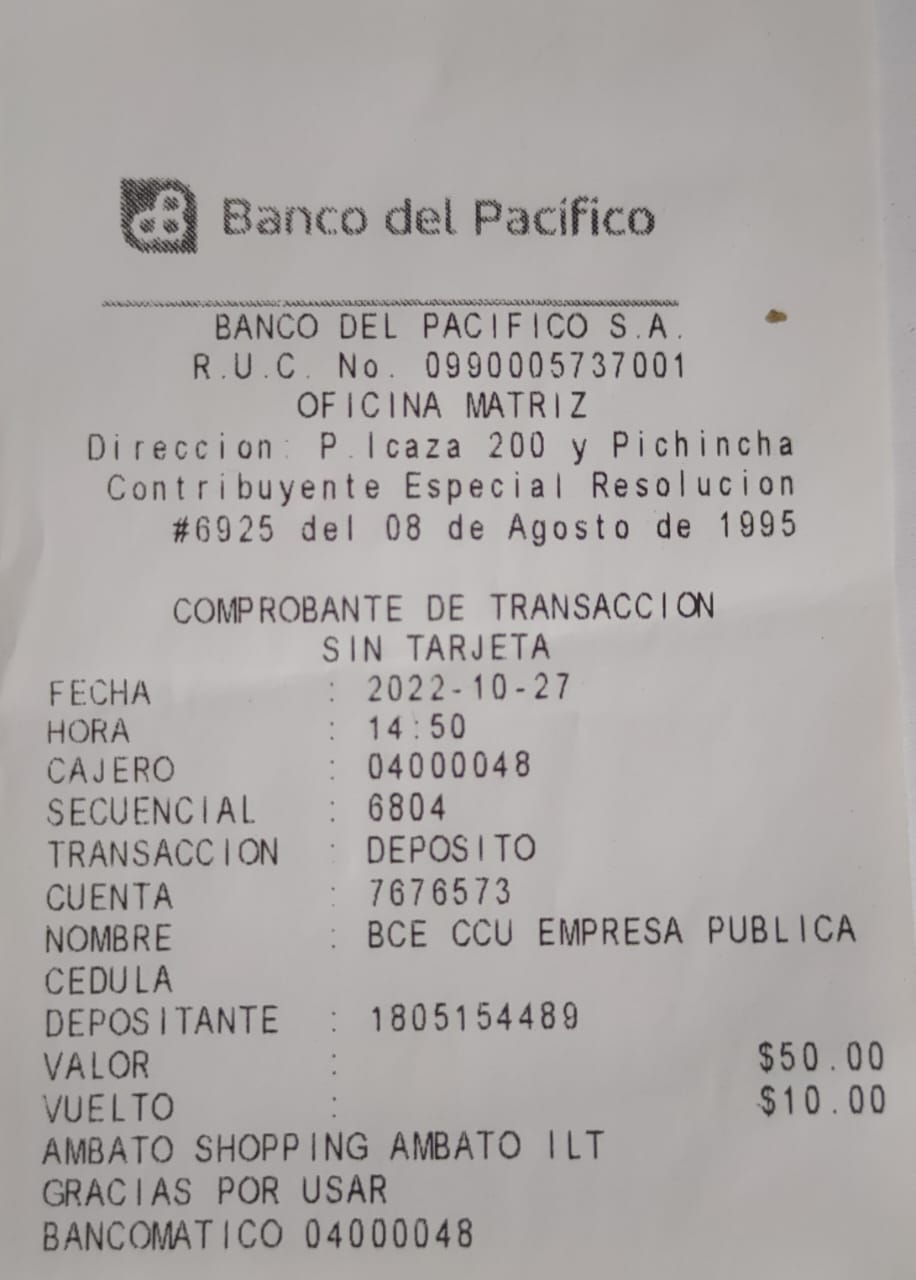 Banco del Pacífico
BANCO DEL PACIFICO S.A.
R.U.C. No. 0990005737001
OFICINA MATRIZ
Direccion: P.Icaza 200 y Pichincha
Contribuyente Especial Resolucion
#6925 del 08 de Agosto de 1995
COMPROBANTE DE TRANSACCION
SIN TARJETA
FECHA : 2022-10-27
HORA : 14:50
CAJERO : 04000048
SECUENCIAL : 6804
TRANSACCION : DEPOSITO
CUENTA : 7676573
NOMBRE : BCE CCU EMPRESA PUBLICA
CEDULA
DEPOSITANTE : 1805154489
VALOR : $50.00
VUELTO : $10.00
AMBATO SHOPPING AMBATO ILT
GRACIAS POR USAR
BANCOMATICO 04000048